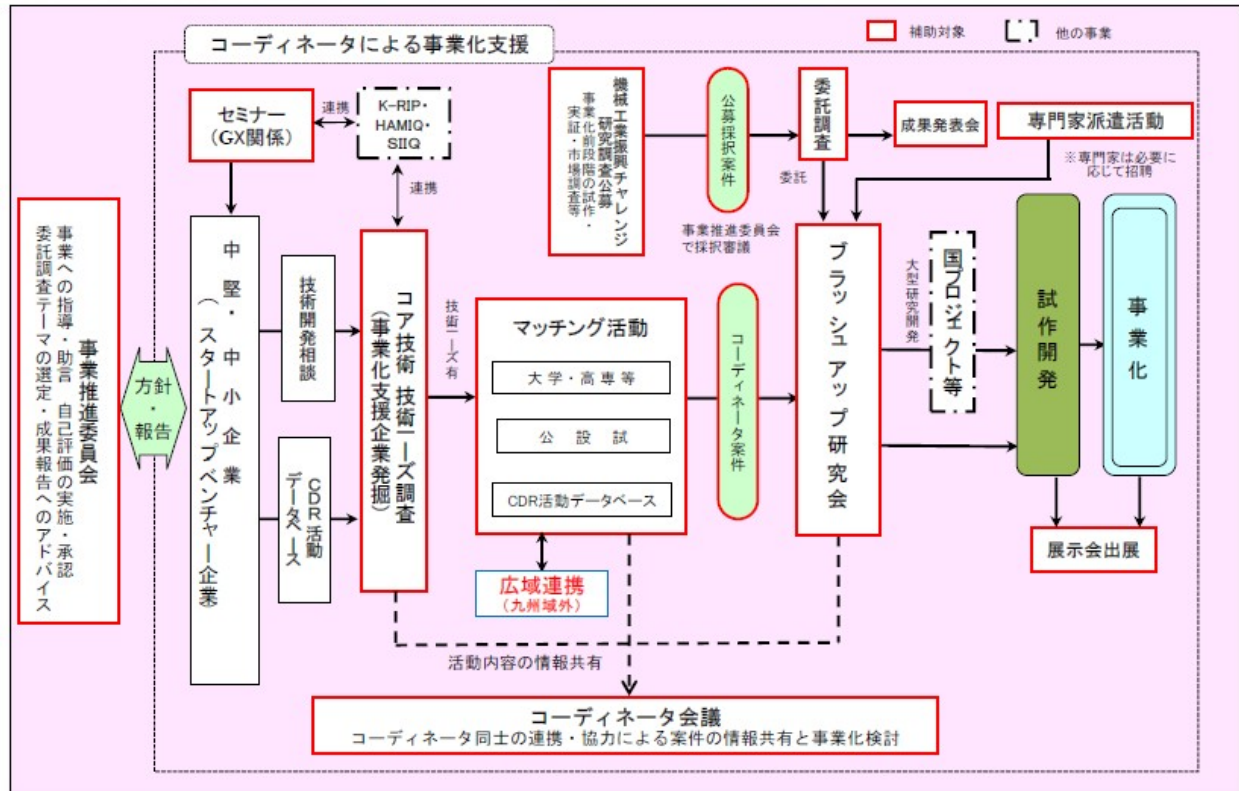 コーディネータによる事業化支援
補助対象
他の事業
セミナー
(GX関係)
連携
K-RIP・
HAMIQ・
SIIQ
連携
機械工業振興チャレンジ
研究調査公募
事業化前段階の試作・
実証・市場調査等
公募採択案件
事業推進委員会
で採択審議
委託調査
委託
成果発表会
専門家派遣活動
※専門家は必要に
応じて招聘
事業推進委員会
事業への指導・助言 自己評価の実施・承認
委託調査テーマの選定・成果報告へのアドバイス
方針
・
報告
中堅・中小企業
(スタートアップベンチャー企業)
技術開発相談
CDR活動
データベース
コア技術 技術ニーズ調査
(事業化支援企業発掘)
技術ニーズ有
マッチング活動
大学・高専等
公設試
CDR活動データベース
広域連携
(九州域外)
コーディネータ案件
ブラッシュアップ研究会
大型研究開発
国プロジェクト等
試作開発
事業化
展示会出展
活動内容の情報共有
コーディネータ会議
コーディネータ同士の連携・協力による案件の情報共有と事業化検討